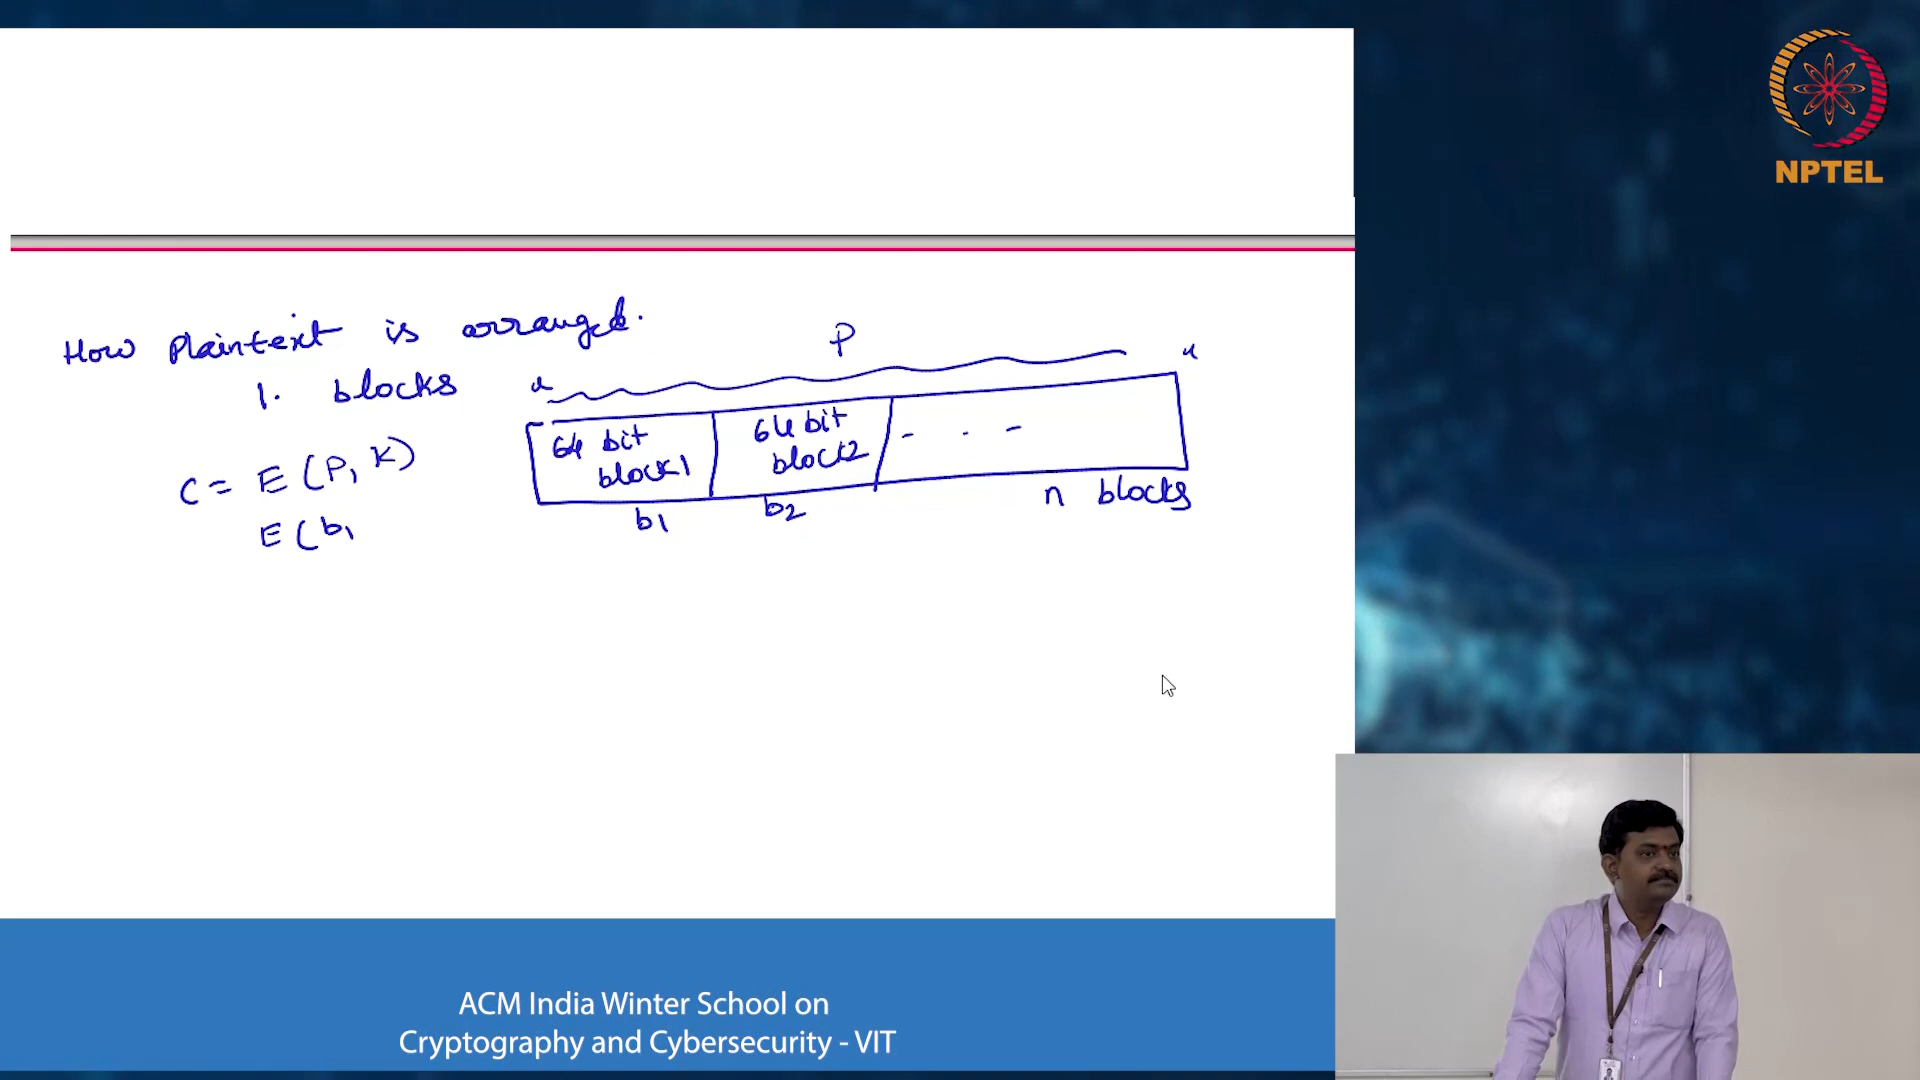 NPTEL
How Plaintext is arranged.
1. blocks
P
64 bit
block1
64 bit
block2
- . -
b1
b2
n blocks
C = E (P, K)
E (b1
ACM India Winter School on
Cryptography and Cybersecurity - VIT